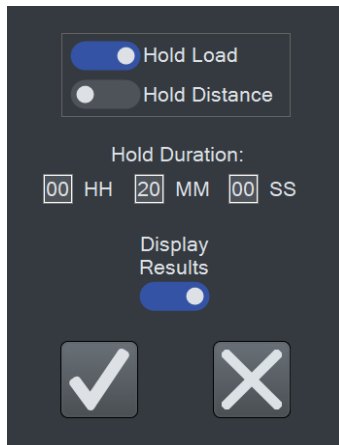 Hold Load
Hold Distance
Hold Duration:
00 HH 20 MM 00 SS
Display
Results